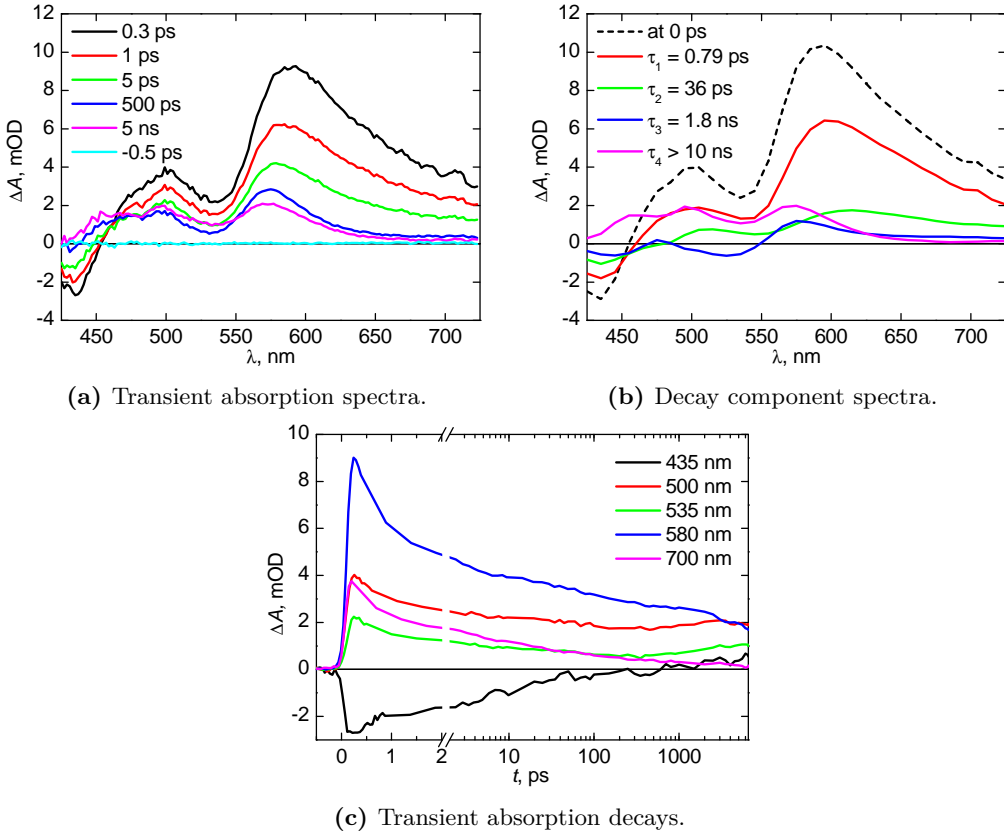 12
10
8
6
4
2
0
-2
-4
ΔA, mOD
0.3 ps
1 ps
5 ps
500 ps
5 ns
-0.5 ps
450 500 550 600 650 700
λ, nm
(a) Transient absorption spectra.
12
10
8
6
4
2
0
-2
-4
ΔA, mOD
at 0 ps
τ1 = 0.79 ps
τ2 = 36 ps
τ3 = 1.8 ns
τ4 > 10 ns
450 500 550 600 650 700
λ, nm
(b) Decay component spectra.
10
8
6
4
2
0
-2
ΔA, mOD
435 nm
500 nm
535 nm
580 nm
700 nm
0 1 2 10 100 1000
t, ps
(c) Transient absorption decays.